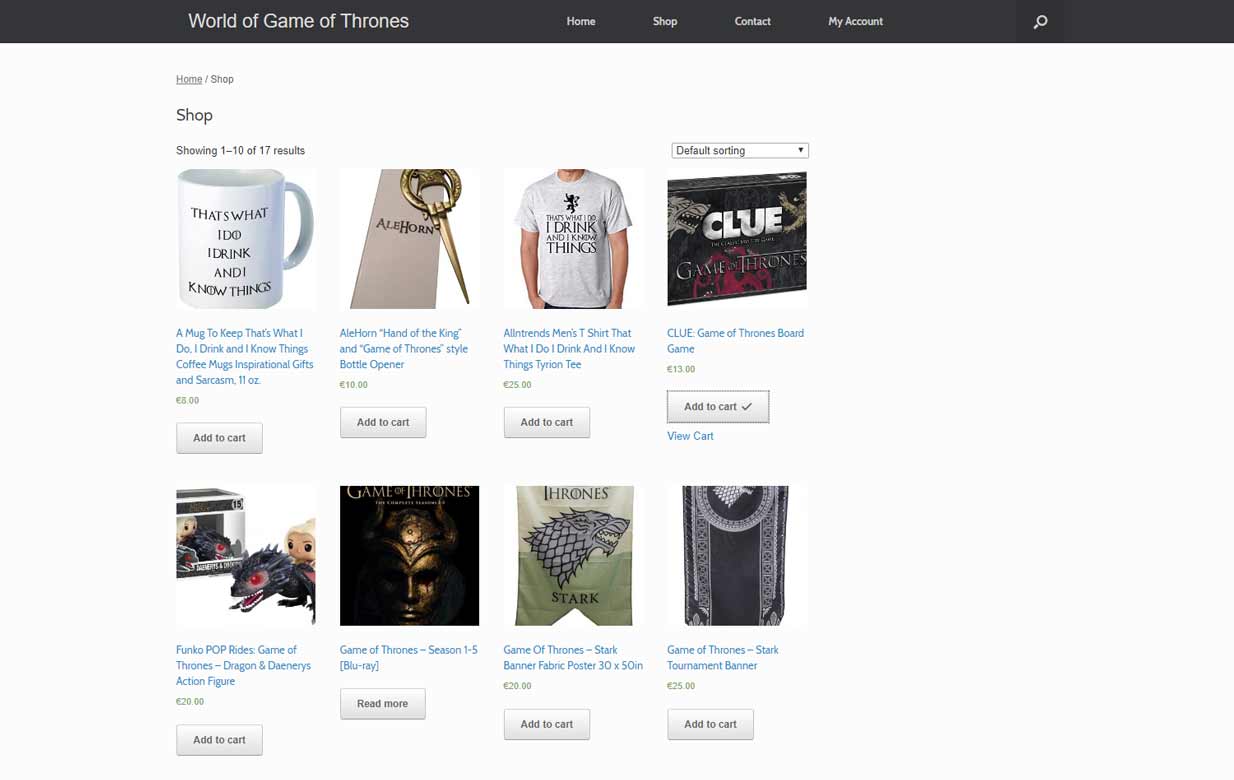 World of Game of Thrones
Home
Shop
Contact
My Account
Home / Shop
Shop
Showing 1–10 of 17 results
Default sorting
THATS WHAT
I DO
I DRINK
AND I
KNOW THINGS
ALEHORN
THAT'S WHAT I DO
I DRINK
AND I KNOW
THINGS
CLUE
THE CLASSIC MYSTERY GAME
GAME OF THRONES
A Mug To Keep That's What I
Do, I Drink and I Know Things
Coffee Mugs Inspirational Gifts
and Sarcasm, 11 oz.
€8.00
Add to cart
AleHorn “Hand of the King”
and “Game of Thrones” style
Bottle Opener
€10.00
Add to cart
Allntrends Men's T Shirt That
What I Do I Drink And I Know
Things Tyrion Tee
€25.00
Add to cart
CLUE: Game of Thrones Board
Game
€13.00
Add to cart
View Cart
15
GAME OF THRONES
THE COMPLETE SEASONS 1-5
THRONES
STARK
Funko POP Rides: Game of
Thrones – Dragon & Daenerys
Action Figure
€20.00
Add to cart
Game of Thrones – Season 1-5
[Blu-ray]
Read more
Game Of Thrones – Stark
Banner Fabric Poster 30 x 50in
€20.00
Add to cart
Game of Thrones – Stark
Tournament Banner
€25.00
Add to cart